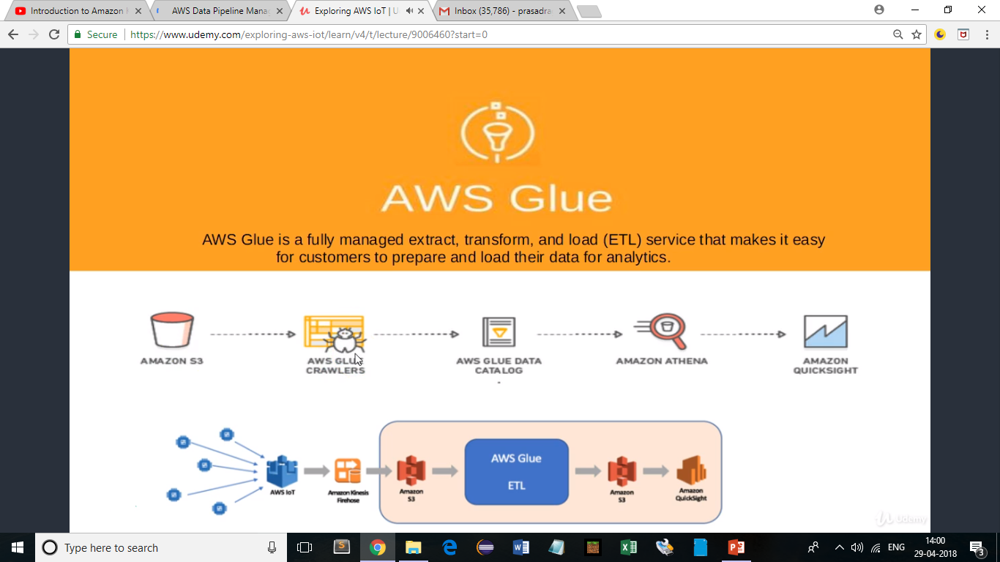 Introduction to Amazon
AWS Data Pipeline Mana
Exploring AWS IoT | U
Inbox (35,786) - prasadra
Secure
https://www.udemy.com/exploring-aws-iot/learn/v4/t/lecture/9006460?start=0
AWS Glue
AWS Glue is a fully managed extract, transform, and load (ETL) service that makes it easy
for customers to prepare and load their data for analytics.
AMAZON S3
AWS GLUE
CRAWLERS
AWS GLUE DATA
CATALOG
AMAZON ATHENA
AMAZON
QUICKSIGHT
AWS IoT
Amazon Kinesis
Firehose
Amazon
S3
AWS Glue
ETL
Amazon
S3
Amazon
QuickSight
Udemy
Type here to search
ENG
14:00
29-04-2018
3